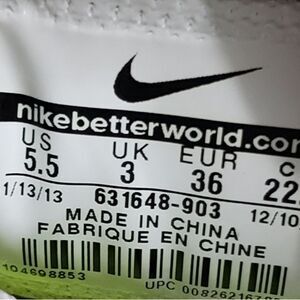 nikebetterworld.com
US UK EUR C
5.5 3 36 22
1/13/13 631648-903 12/10
MADE IN CHINA
FABRIQUE EN CHINE
104698853 UPC